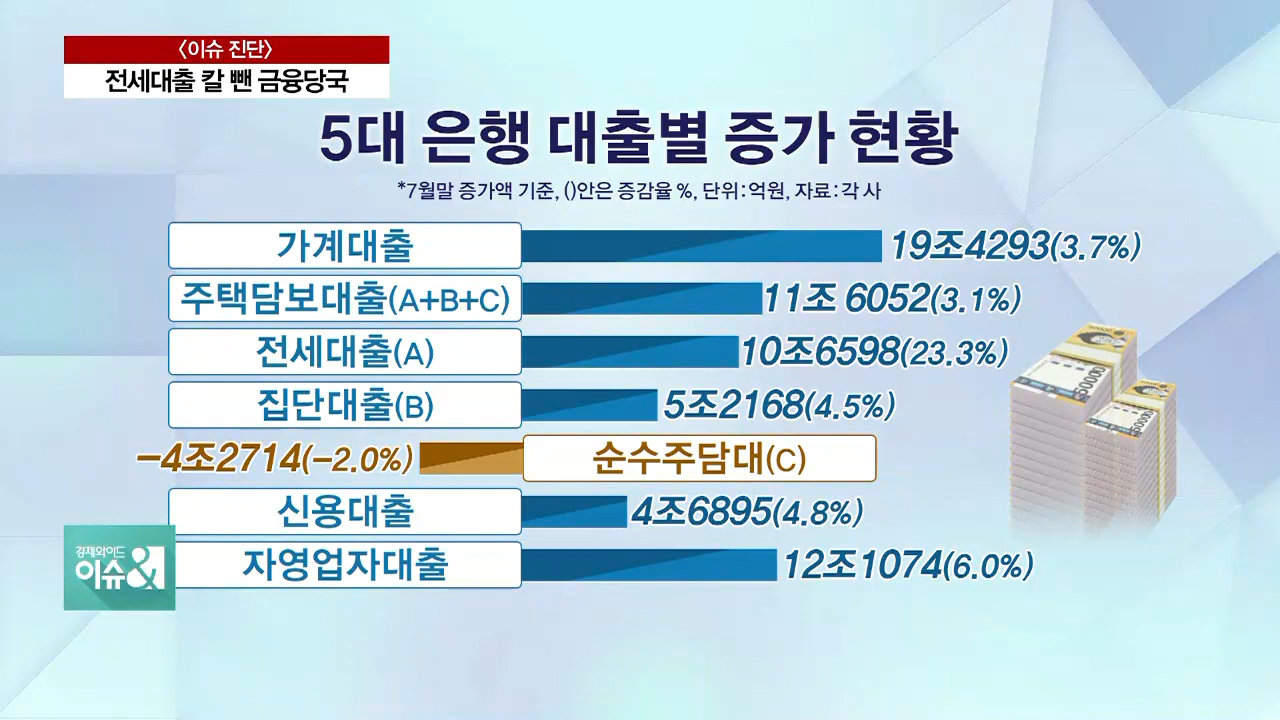 <이슈 진단>
전세대출 칼 뺀 금융당국
5대 은행 대출별 증가 현황
*7월말 증가액 기준, ()안은 증감율 %, 단위:억원, 자료:각 사
가계대출 19조4293(3.7%)
주택담보대출(A+B+C) 11조 6052(3.1%)
전세대출(A) 10조6598(23.3%)
집단대출(B) 5조2168(4.5%)
-4조2714(-2.0%) 순수주담대(C)
신용대출 4조6895(4.8%)
자영업자대출 12조1074(6.0%)
경제와이드
이슈&
50000
50000